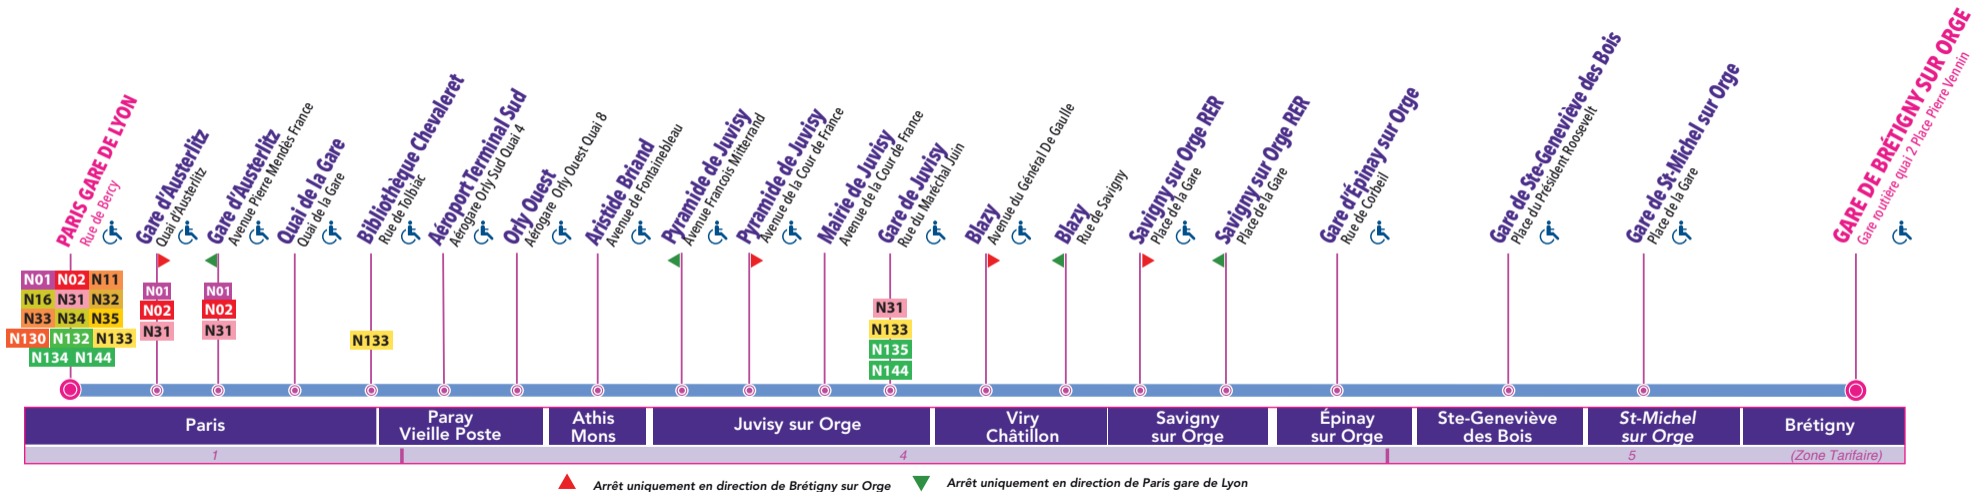 PARIS GARE DE LYON
Rue de Bercy
Gare d'Austerlitz
Quai d'Austerlitz
Gare d'Austerlitz
Avenue Pierre Mendès France
Quai de la Gare
Quai de la Gare
Bibliothèque Chevaleret
Rue de Tolbiac
Aéroport Terminal Sud
Aérogare Orly Sud Quai 4
Orly Ouest
Aérogare Orly Ouest Quai 8
Aristide Briand
Avenue de Fontainebleau
Pyramide de Juvisy
Avenue Francois Mitterrand
Pyramide de Juvisy
Avenue de la Cour de France
Mairie de Juvisy
Avenue de la Cour de France
Gare de Juvisy
Rue du Maréchal Juin
Blazy
Avenue du Général De Gaulle
Blazy
Rue de Savigny
Savigny sur Orge RER
Place de la Gare
Savigny sur Orge RER
Place de la Gare
Gare d'Épinay sur Orge
Rue de Corbeil
Gare de Ste-Geneviève des Bois
Place du Président Roosevelt
Gare de St-Michel sur Orge
Place de la Gare
GARE DE BRÉTIGNY SUR ORGE
Gare routière quai 2 Place Pierre Vennin
N01 N02 N11
N16 N31 N32
N33 N34 N35
N130 N132 N133
N134 N144
N01
N02
N31
N01
N02
N31
N133
N31
N133
N135
N144
Paris
Paray
Vieille Poste
Athis
Mons
Juvisy sur Orge
Viry
Châtillon
Savigny
sur Orge
Épinay
sur Orge
Ste-Geneviève
des Bois
St-Michel
sur Orge
Brétigny
1
4
5
(Zone Tarifaire)
Arrêt uniquement en direction de Brétigny sur Orge
Arrêt uniquement en direction de Paris gare de Lyon